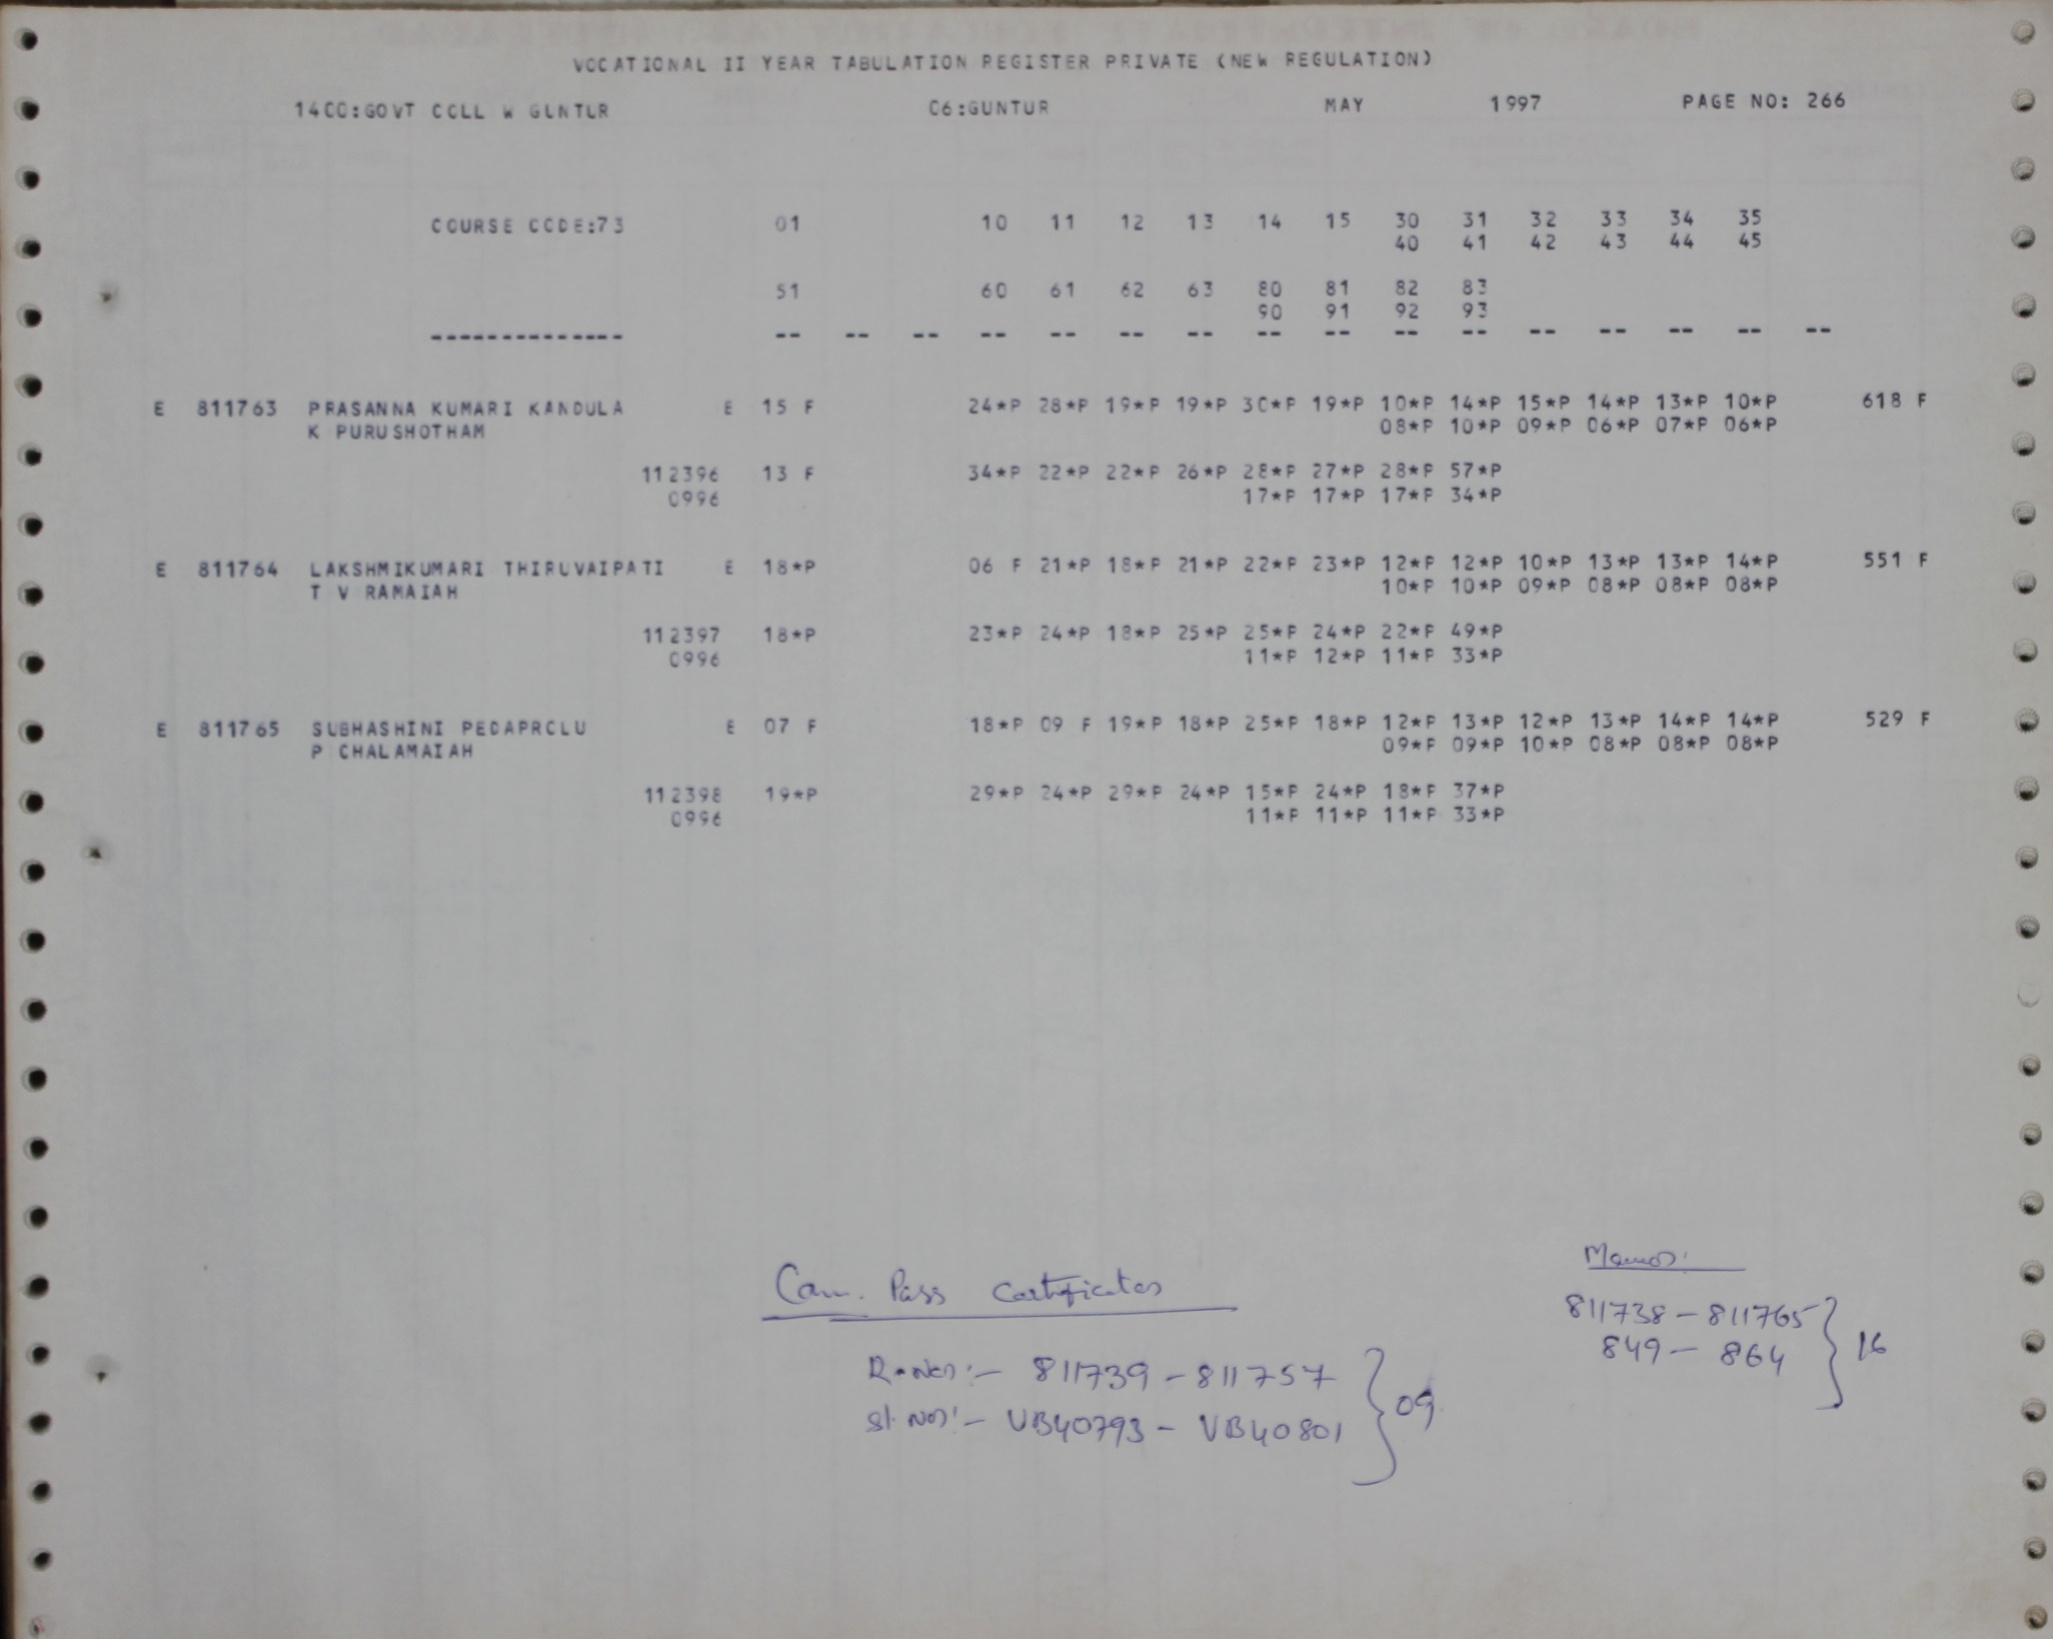 VOCATIONAL II YEAR TABULATION REGISTER PRIVATE (NEW REGULATION)
1400:GOVT COLL W GUNTUR C6:GUNTUR MAY 1997 PAGE NO: 266
COURSE CODE:73 01 10 11 12 13 14 15 30 31 32 33 34 35
40 41 42 43 44 45
51 60 61 62 63 80 81 82 83
90 91 92 93
-------------- -- -- -- -- -- -- -- -- -- -- -- -- -- -- -- --
E 811763 PRASANNA KUMARI KANDULA E 15 F 24*P 28*P 19*P 19*P 30*P 19*P 10*P 14*P 15*P 14*P 13*P 10*P 618 F
K PURUSHOTHAM 08*P 10*P 09*P 06*P 07*P 06*P
112396 13 F 34*P 22*P 22*P 26*P 28*P 27*P 28*P 57*P
0996 17*P 17*P 17*P 34*P
E 811764 LAKSHMIKUMARI THIRUVAIPATI E 18*P 06 F 21*P 18*P 21*P 22*P 23*P 12*P 12*P 10*P 13*P 13*P 14*P 551 F
T V RAMAIAH 10*P 10*P 09*P 08*P 08*P 08*P
112397 18*P 23*P 24*P 18*P 25*P 25*P 24*P 22*P 49*P
0996 11*P 12*P 11*P 33*P
E 811765 SUBHASHINI PEDAPROLU E 07 F 18*P 09 F 19*P 18*P 25*P 18*P 12*P 13*P 12*P 13*P 14*P 14*P 529 F
P CHALAMAIAH 09*P 09*P 10*P 08*P 08*P 08*P
112398 19*P 29*P 24*P 29*P 24*P 15*P 24*P 18*P 37*P
0996 11*P 11*P 11*P 33*P
Cam. Pass Certificates
R.Nos:- 811739 - 811757
Sl. Nos:- VB40793 - VB40801 } 09
Memos:
811738 - 811765
849 - 864 } 16